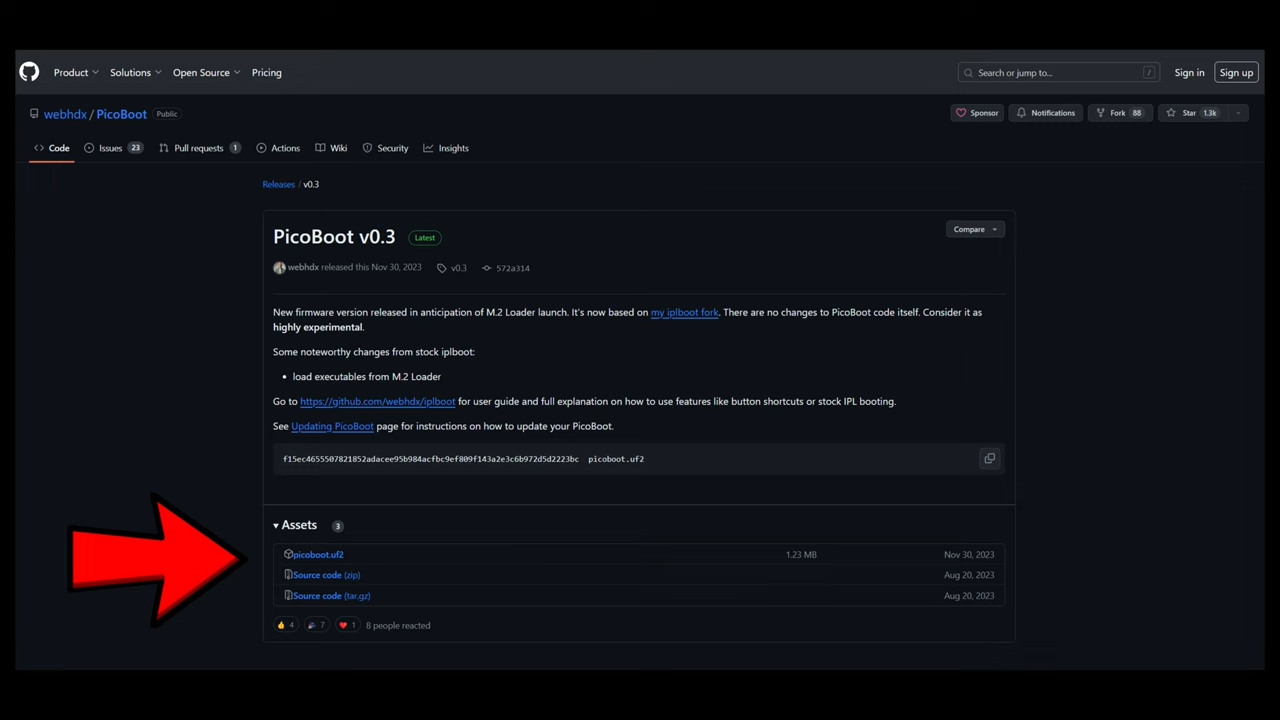 Product Solutions Open Source Pricing Search or jump to... / Sign in Sign up
webhdx / PicoBoot Public Sponsor Notifications Fork 88 Star 1.3k
Code Issues 23 Pull requests 1 Actions Wiki Security Insights
Releases / v0.3
PicoBoot v0.3 Latest Compare
webhdx released this Nov 30, 2023 v0.3 572a314
New firmware version released in anticipation of M.2 Loader launch. It's now based on my iplboot fork. There are no changes to PicoBoot code itself. Consider it as
highly experimental.
Some noteworthy changes from stock iplboot:
• load executables from M.2 Loader
Go to https://github.com/webhdx/iplboot for user guide and full explanation on how to use features like button shortcuts or stock IPL booting.
See Updating PicoBoot page for instructions on how to update your PicoBoot.
f15ec4655507821852adacee95b984acfbc9ef809f143a2e3c6b972d5d2223bc picoboot.uf2
Assets 3
picoboot.uf2 1.23 MB Nov 30, 2023
Source code (zip) Aug 20, 2023
Source code (tar.gz) Aug 20, 2023
4 7 1 8 people reacted